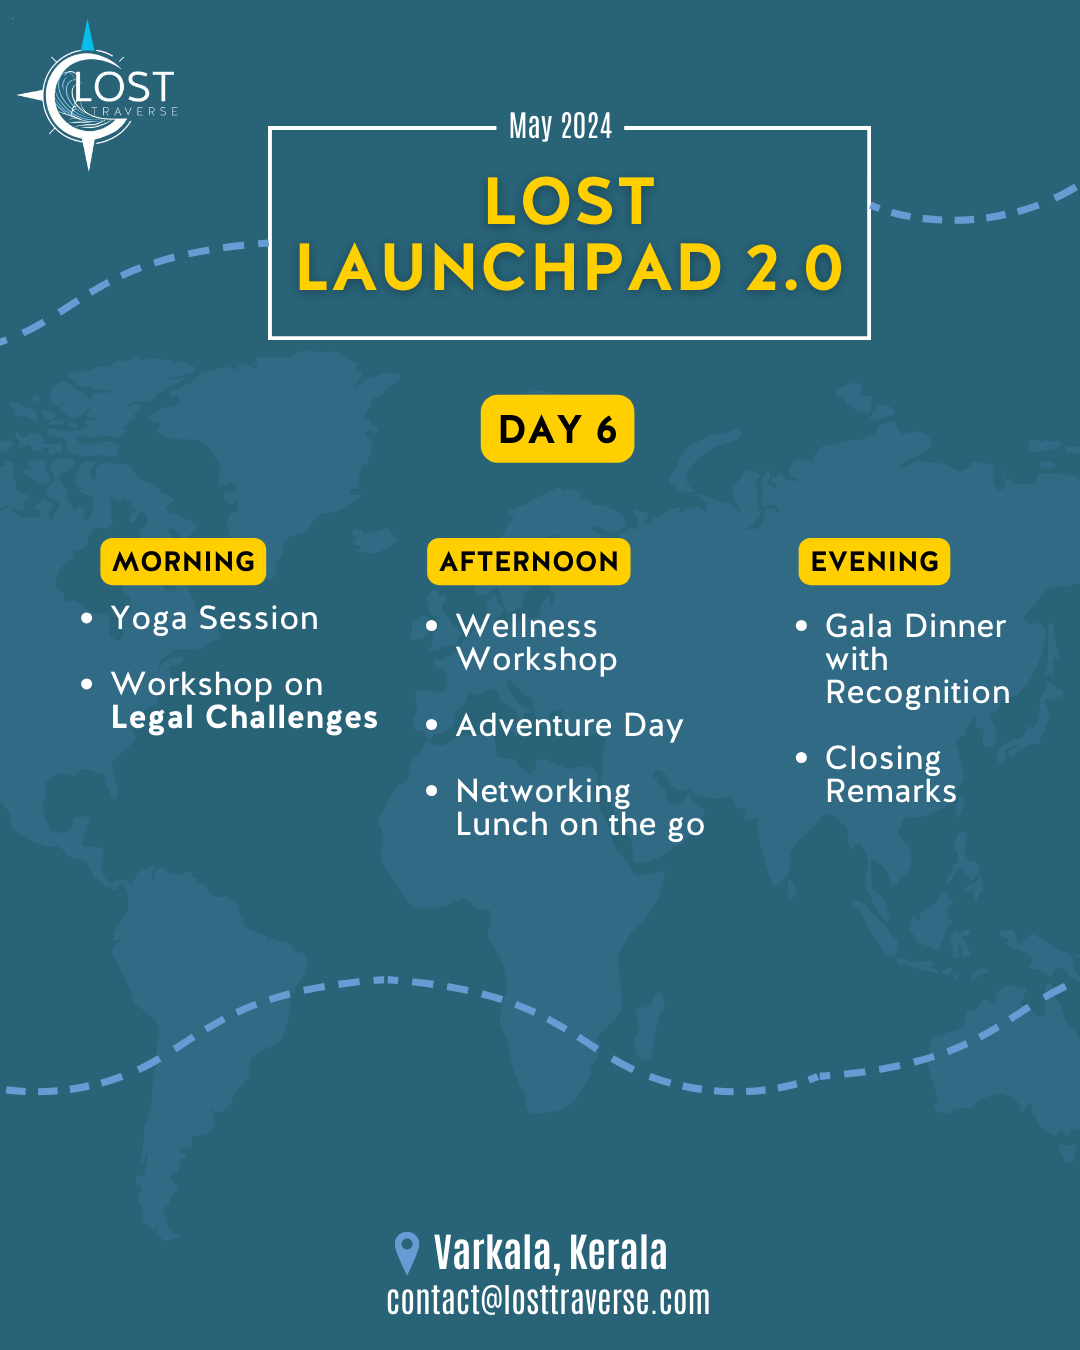 LOST
TRAVERSE
May 2024
LOST
LAUNCHPAD 2.0
DAY 6
MORNING
• Yoga Session
• Workshop on
Legal Challenges
AFTERNOON
• Wellness
Workshop
• Adventure Day
• Networking
Lunch on the go
EVENING
• Gala Dinner
with
Recognition
• Closing
Remarks
Varkala, Kerala
contact@losttraverse.com